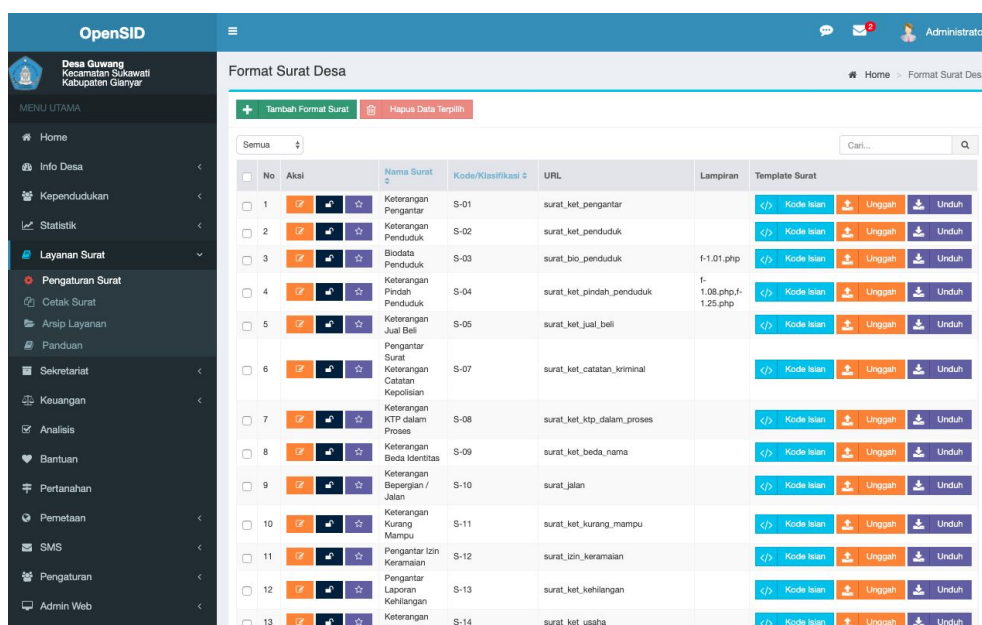 OpenSID
2
Administrato
Desa Guwang
Kecamatan Sukawati
Kabupaten Gianyar
Format Surat Desa
Home > Format Surat Des
MENU UTAMA
Home
Info Desa
Kependudukan
Statistik
Layanan Surat
Pengaturan Surat
Cetak Surat
Arsip Layanan
Panduan
Sekretariat
Keuangan
Analisis
Bantuan
Pertanahan
Pemetaan
SMS
Pengaturan
Admin Web
Tambah Format Surat Hapus Data Terpilih
Semua Cari...
No Aksi Nama Surat Kode/Klasifikasi URL Lampiran Template Surat
1 Keterangan Pengantar S-01 surat_ket_pengantar Kode Isian Unggah Unduh
2 Keterangan Penduduk S-02 surat_ket_penduduk Kode Isian Unggah Unduh
3 Biodata Penduduk S-03 surat_bio_penduduk f-1.01.php Kode Isian Unggah Unduh
4 Keterangan Pindah Penduduk S-04 surat_ket_pindah_penduduk f-1.08.php,f-1.25.php Kode Isian Unggah Unduh
5 Keterangan Jual Beli S-05 surat_ket_jual_beli Kode Isian Unggah Unduh
6 Pengantar Surat Keterangan Catatan Kepolisian S-07 surat_ket_catatan_kriminal Kode Isian Unggah Unduh
7 Keterangan KTP dalam Proses S-08 surat_ket_ktp_dalam_proses Kode Isian Unggah Unduh
8 Keterangan Beda Identitas S-09 surat_ket_beda_nama Kode Isian Unggah Unduh
9 Keterangan Bepergian / Jalan S-10 surat_jalan Kode Isian Unggah Unduh
10 Keterangan Kurang Mampu S-11 surat_ket_kurang_mampu Kode Isian Unggah Unduh
11 Pengantar Izin Keramaian S-12 surat_izin_keramaian Kode Isian Unggah Unduh
12 Pengantar Laporan Kehilangan S-13 surat_ket_kehilangan Kode Isian Unggah Unduh
13 Keterangan S-14 surat_ket_usaha Kode Isian Unggah Unduh